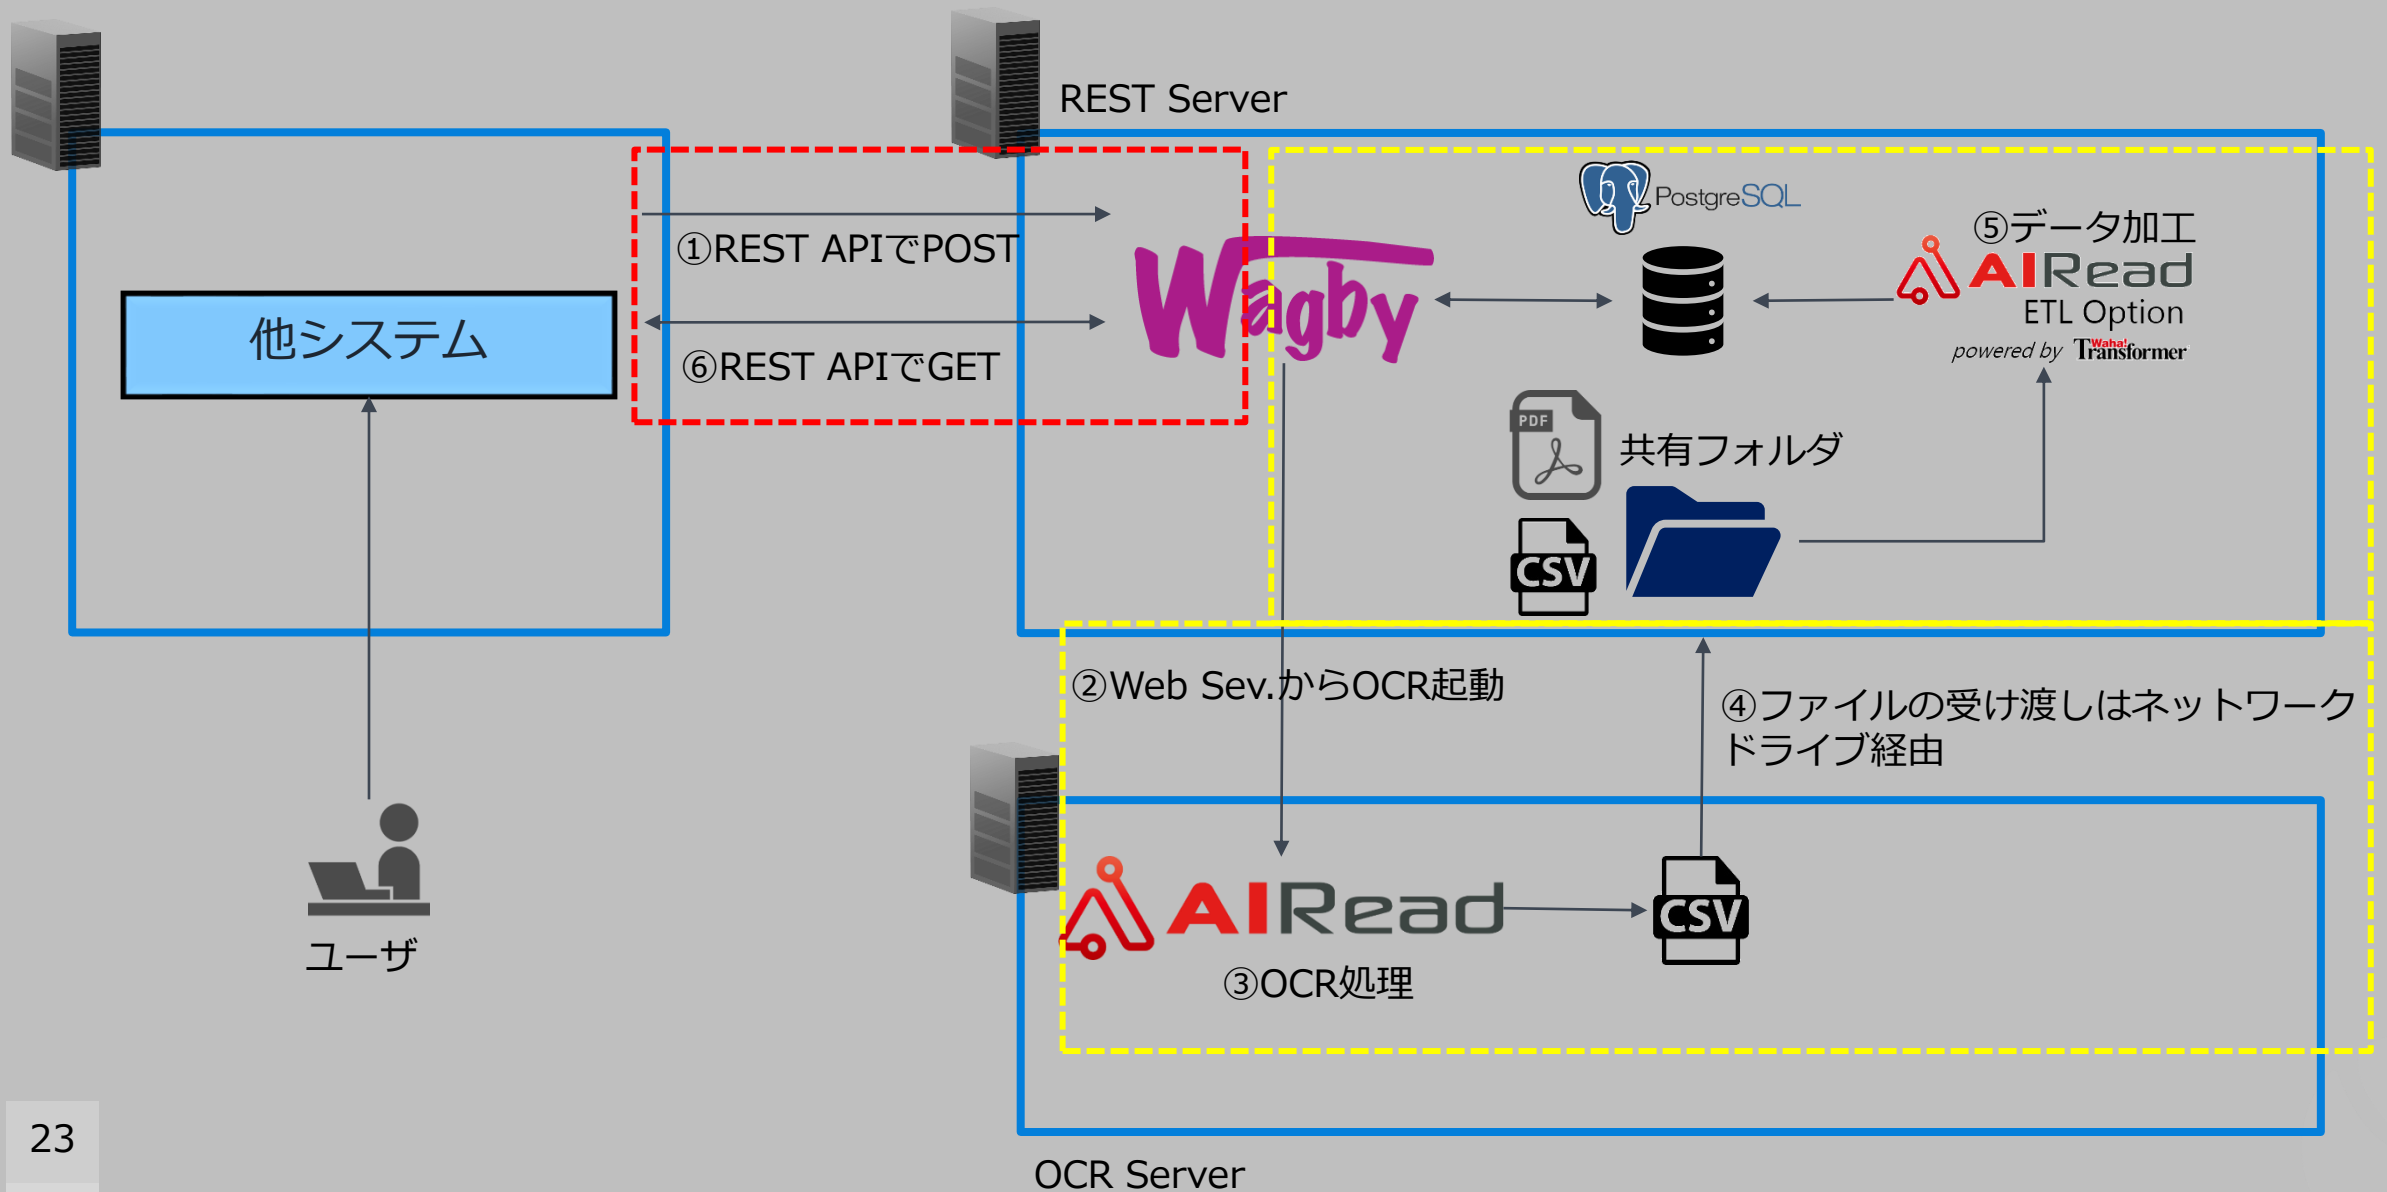 REST Server
①REST APIでPOST
⑥REST APIでGET
他システム
Wagby
PostgreSQL
⑤データ加工
AIRead
ETL Option
powered by Waha! Transformer
PDF
共有フォルダ
CSV
②Web Sev.からOCR起動
④ファイルの受け渡しはネットワーク
ドライブ経由
AIRead
CSV
③OCR処理
ユーザ
23
OCR Server